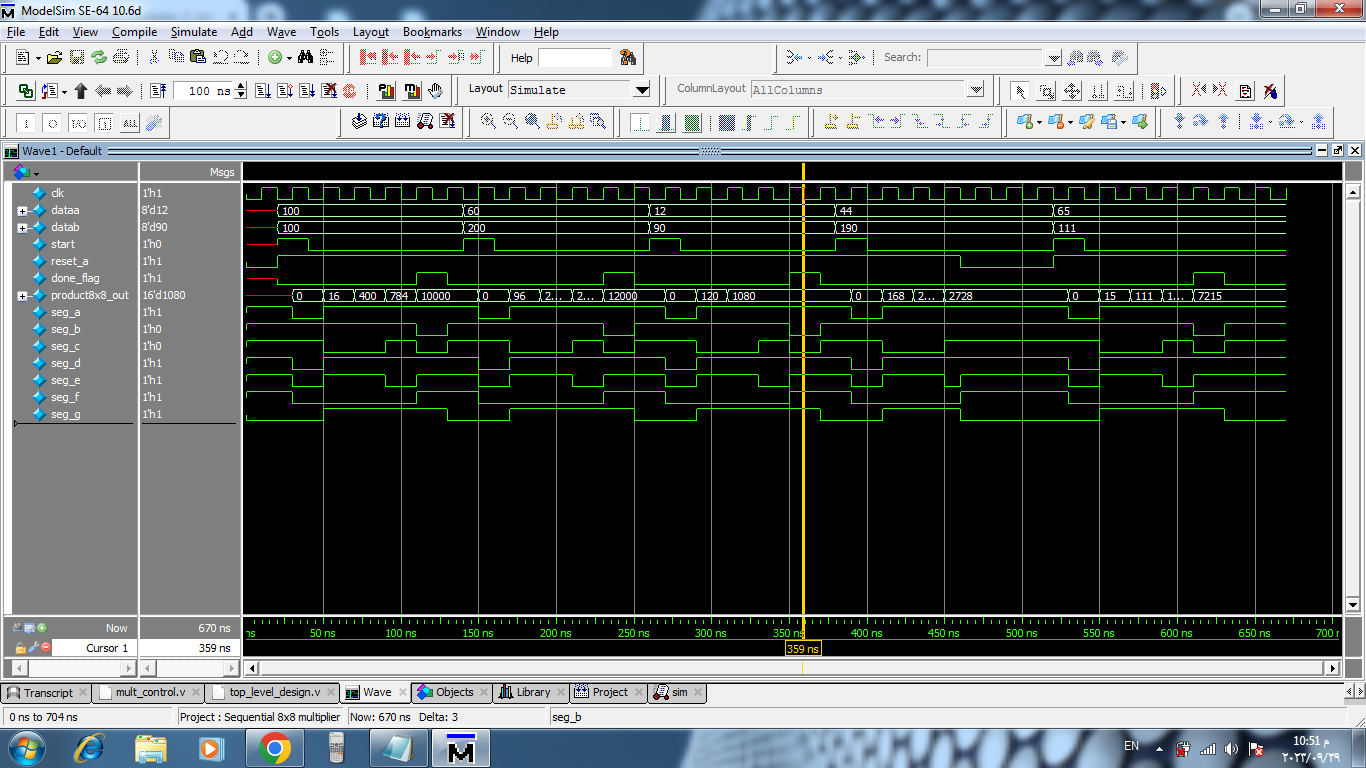 ModelSim SE-64 10.6d
File Edit View Compile Simulate Add Wave Tools Layout Bookmarks Window Help
Help Search:
100 ns Layout Simulate ColumnLayout AllColumns
ALL
Wave1 - Default
Msgs
clk 1'h1
dataa 8'd12 100 60 12 44 65
datab 8'd90 100 200 90 190 111
start 1'h0
reset_a 1'h1
done_flag 1'h1
product8x8_out 16'd1080 0 16 400 784 10000 0 96 2... 2... 12000 0 120 1080 0 168 2... 2728 0 15 111 1... 7215
seg_a 1'h1
seg_b 1'h0
seg_c 1'h0
seg_d 1'h1
seg_e 1'h1
seg_f 1'h1
seg_g 1'h1
Now 670 ns ns 50 ns 100 ns 150 ns 200 ns 250 ns 300 ns 350 ns 400 ns 450 ns 500 ns 550 ns 600 ns 650 ns 700 n
Cursor 1 359 ns 359 ns
Transcript mult_control.v top_level_design.v Wave Objects Library Project sim
0 ns to 704 ns Project : Sequential 8x8 multiplier Now: 670 ns Delta: 3 seg_b
EN 10:51 م
٢٠٢٣/٠٩/٢٩